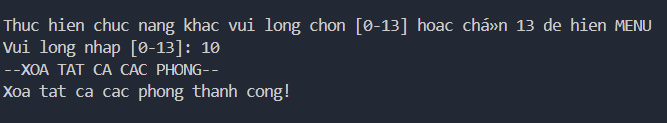 Thuc hien chuc nang khac vui long chon [0-13] hoac chá»n 13 de hien MENU
Vui long nhap [0-13]: 10
--XOA TAT CA CAC PHONG--
Xoa tat ca cac phong thanh cong!